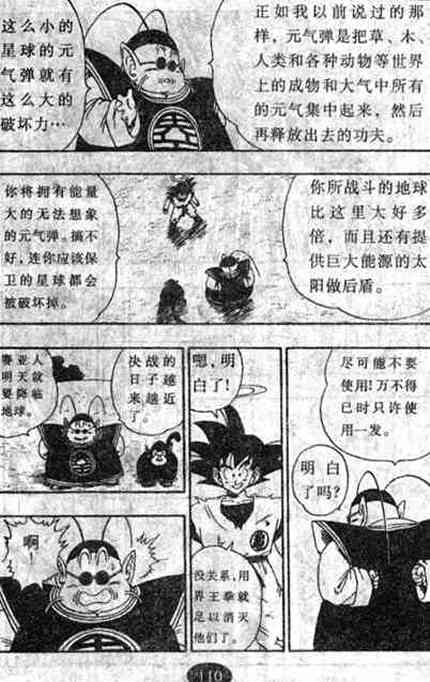 正如我以前说过的那
样，元气弹是把草、木、
人类和各种动物等世界
上的成物和大气中所有
的元气集中起来，然后
再释放出去的功夫。
这么小的
星球的元
气弹就有
这么大的
破坏力…
你所战斗的地球
比这里大好多
倍，而且还有提
供巨大能源的太
阳做后盾。
你将拥有能量
大的无法想象
的元气弹。搞不
好，连你应该保
卫的星球都会
被破坏掉。
尽可能不要
使用!万不得
已时只许使
用一发。
明白
了吗?
嗯，明
白了!
没关系，用
界王拳就
足以消灭
他们了。
决战的
日子越
来越近
了。
赛亚人
明天就
要降临
地球。
啊!
110